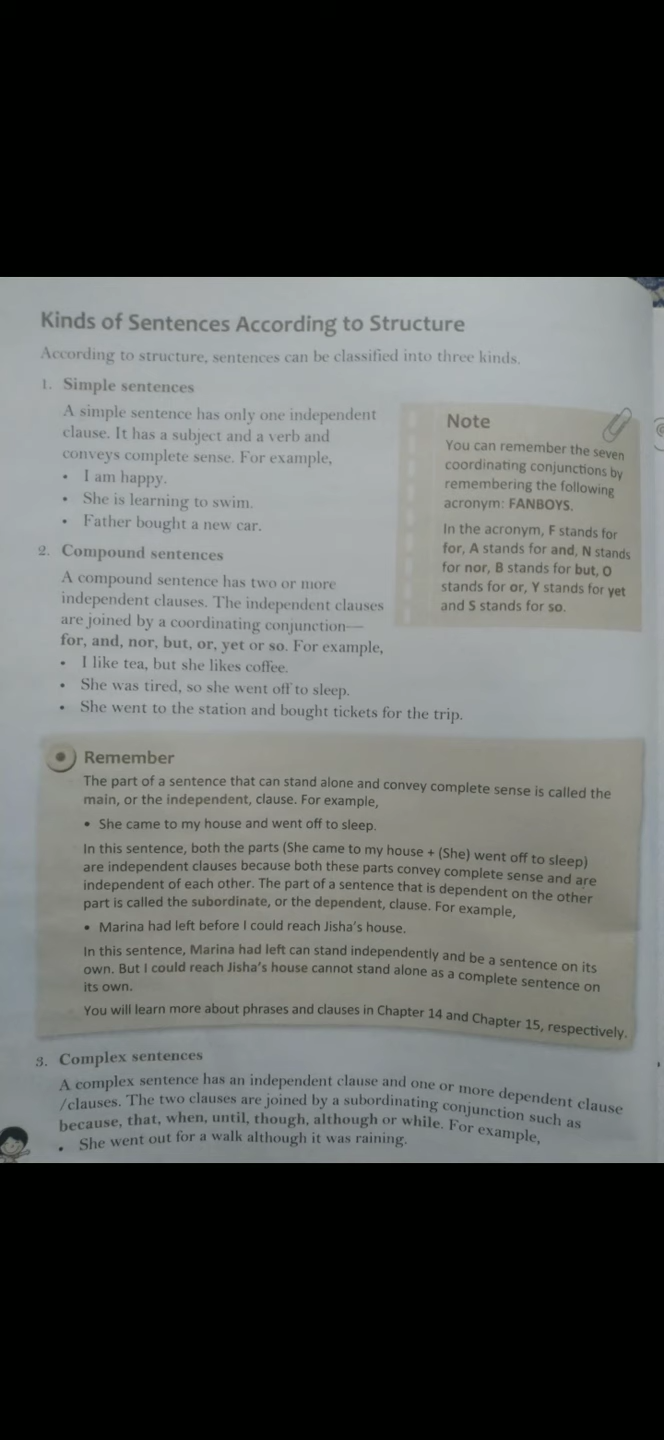 Kinds of Sentences According to Structure
According to structure, sentences can be classified into three kinds.
1. Simple sentences
A simple sentence has only one independent
clause. It has a subject and a verb and
conveys complete sense. For example,
• I am happy.
• She is learning to swim.
• Father bought a new car.
Note
You can remember the seven
coordinating conjunctions by
remembering the following
acronym: FANBOYS.
In the acronym, F stands for
for, A stands for and, N stands
for nor, B stands for but, O
stands for or, Y stands for yet
and S stands for so.
2. Compound sentences
A compound sentence has two or more
independent clauses. The independent clauses
are joined by a coordinating conjunction—
for, and, nor, but, or, yet or so. For example,
• I like tea, but she likes coffee.
• She was tired, so she went off to sleep.
• She went to the station and bought tickets for the trip.
Remember
The part of a sentence that can stand alone and convey complete sense is called the
main, or the independent, clause. For example,
• She came to my house and went off to sleep.
In this sentence, both the parts (She came to my house + (She) went off to sleep)
are independent clauses because both these parts convey complete sense and are
independent of each other. The part of a sentence that is dependent on the other
part is called the subordinate, or the dependent, clause. For example,
• Marina had left before I could reach Jisha's house.
In this sentence, Marina had left can stand independently and be a sentence on its
own. But I could reach Jisha's house cannot stand alone as a complete sentence on
its own.
You will learn more about phrases and clauses in Chapter 14 and Chapter 15, respectively.
3. Complex sentences
A complex sentence has an independent clause and one or more dependent clause
/clauses. The two clauses are joined by a subordinating conjunction such as
because, that, when, until, though, although or while. For example,
• She went out for a walk although it was raining.